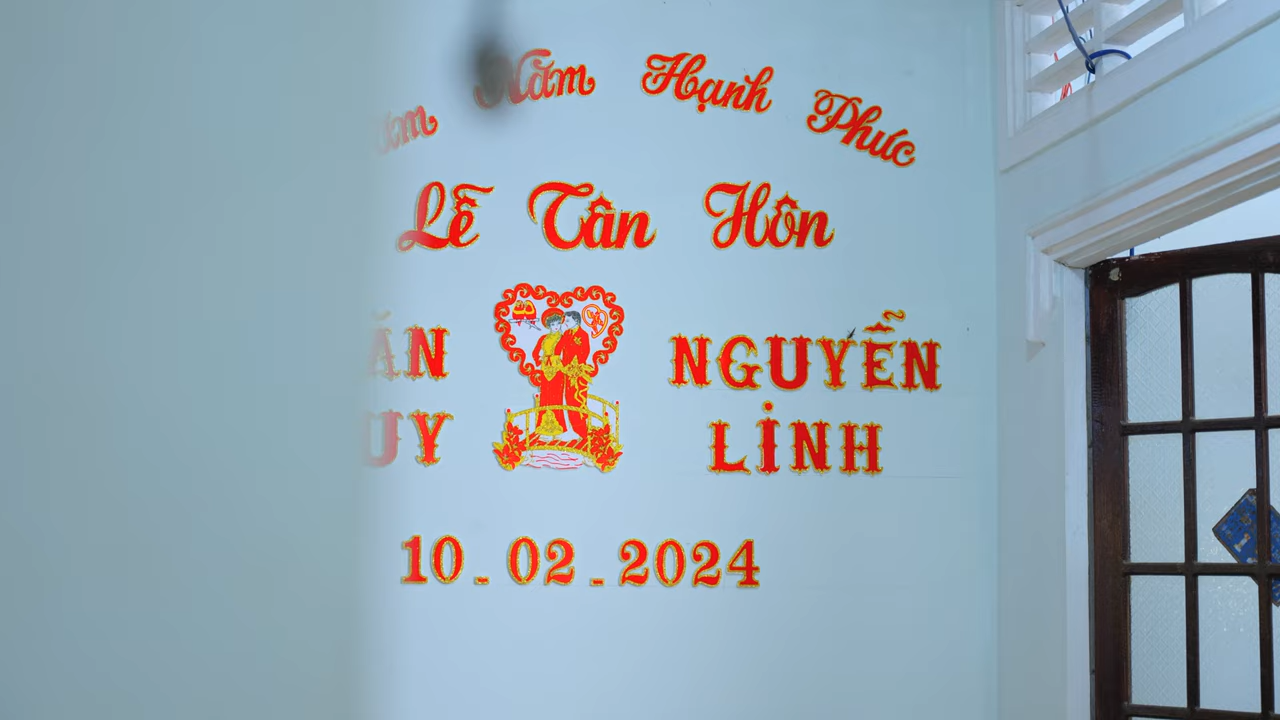 Năm Hạnh Phúc
Lễ Tân Hôn
ĂN NGUYỄN
UY LINH
10.02.2024